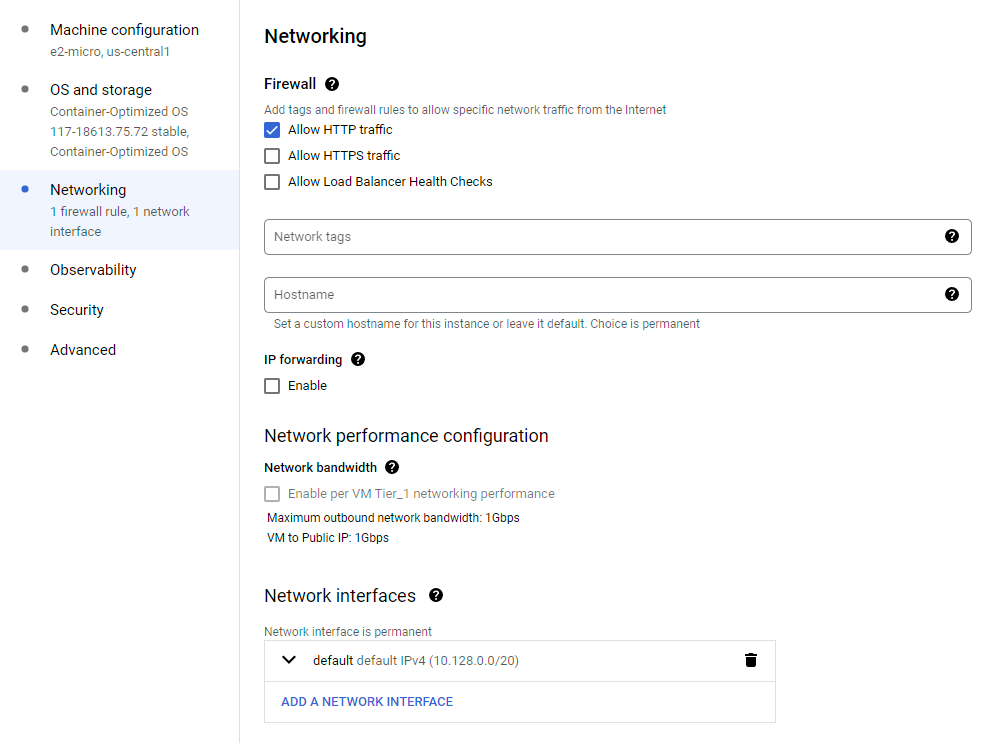 Machine configuration
e2-micro, us-central1
OS and storage
Container-Optimized OS
117-18613.75.72 stable,
Container-Optimized OS
Networking
1 firewall rule, 1 network
interface
Observability
Security
Advanced
Networking
Firewall
Add tags and firewall rules to allow specific network traffic from the Internet
Allow HTTP traffic
Allow HTTPS traffic
Allow Load Balancer Health Checks
Network tags
Hostname
Set a custom hostname for this instance or leave it default. Choice is permanent
IP forwarding
Enable
Network performance configuration
Network bandwidth
Enable per VM Tier_1 networking performance
Maximum outbound network bandwidth: 1Gbps
VM to Public IP: 1Gbps
Network interfaces
Network interface is permanent
default default IPv4 (10.128.0.0/20)
ADD A NETWORK INTERFACE